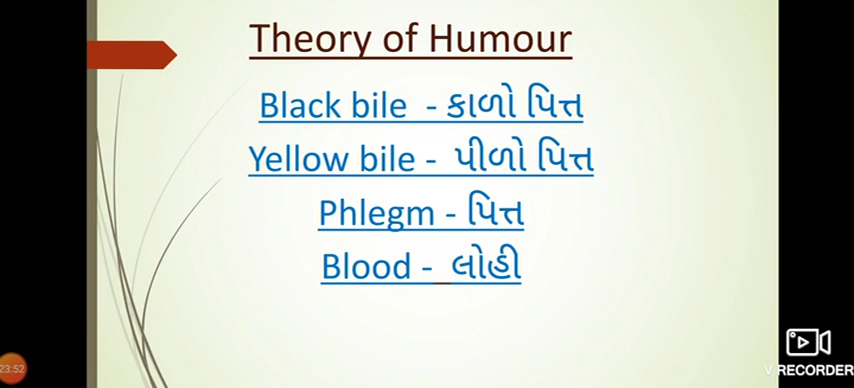 Theory of Humour
Black bile - કાળો પિત્ત
Yellow bile - પીળો પિત્ત
Phlegm - પિત્ત
Blood - લોહી
23:52
V RECORDER